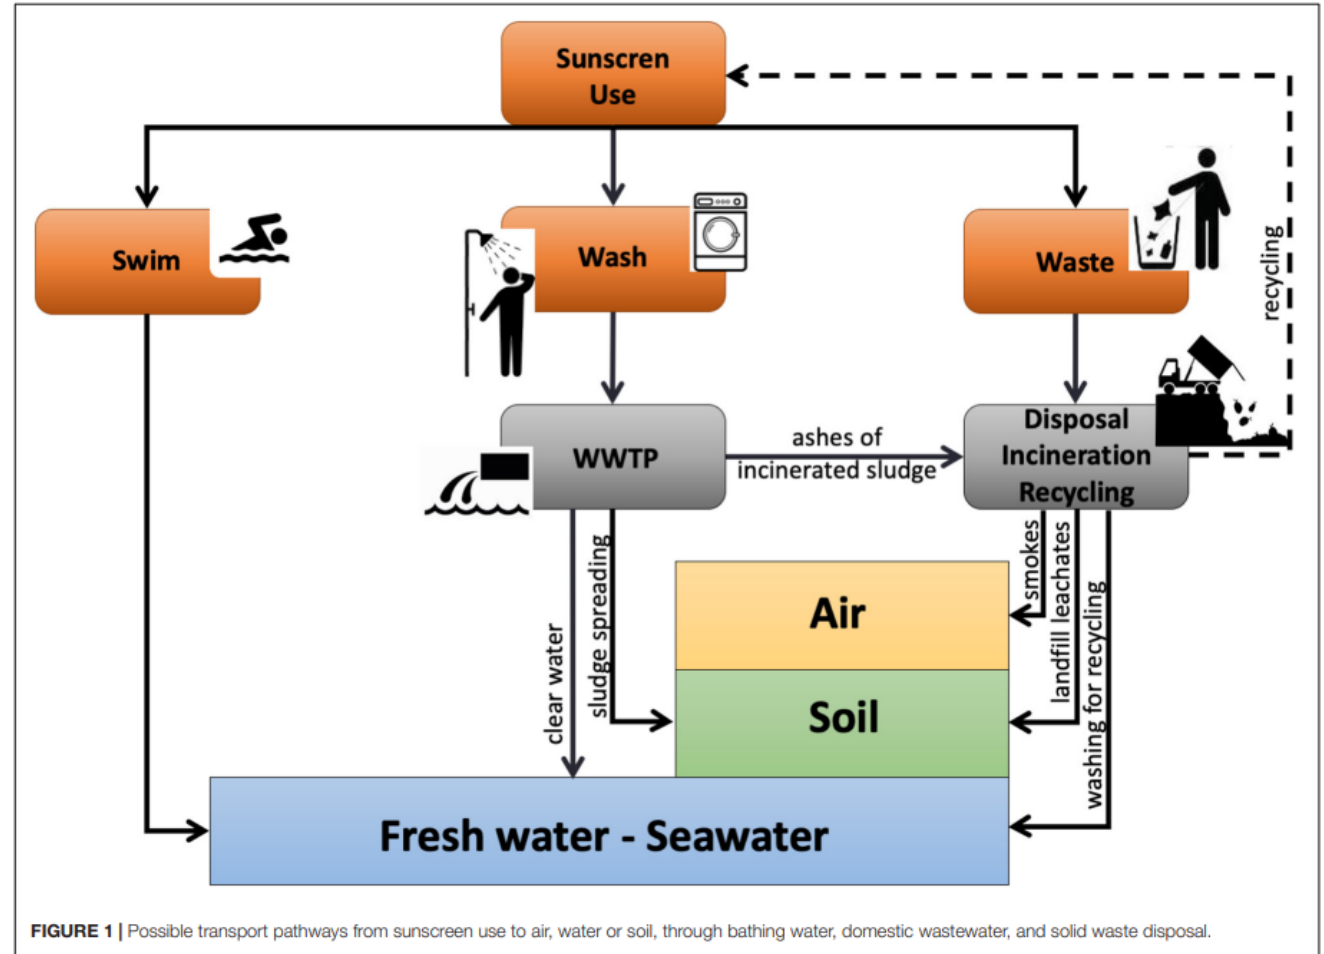 Sunscren
Use
Swim
Wash
Waste
recycling
WWTP
ashes of
incinerated sludge
Disposal
Incineration
Recycling
clear water
sludge spreading
smokes
landfill leachates
washing for recycling
Air
Soil
Fresh water - Seawater
FIGURE 1 | Possible transport pathways from sunscreen use to air, water or soil, through bathing water, domestic wastewater, and solid waste disposal.